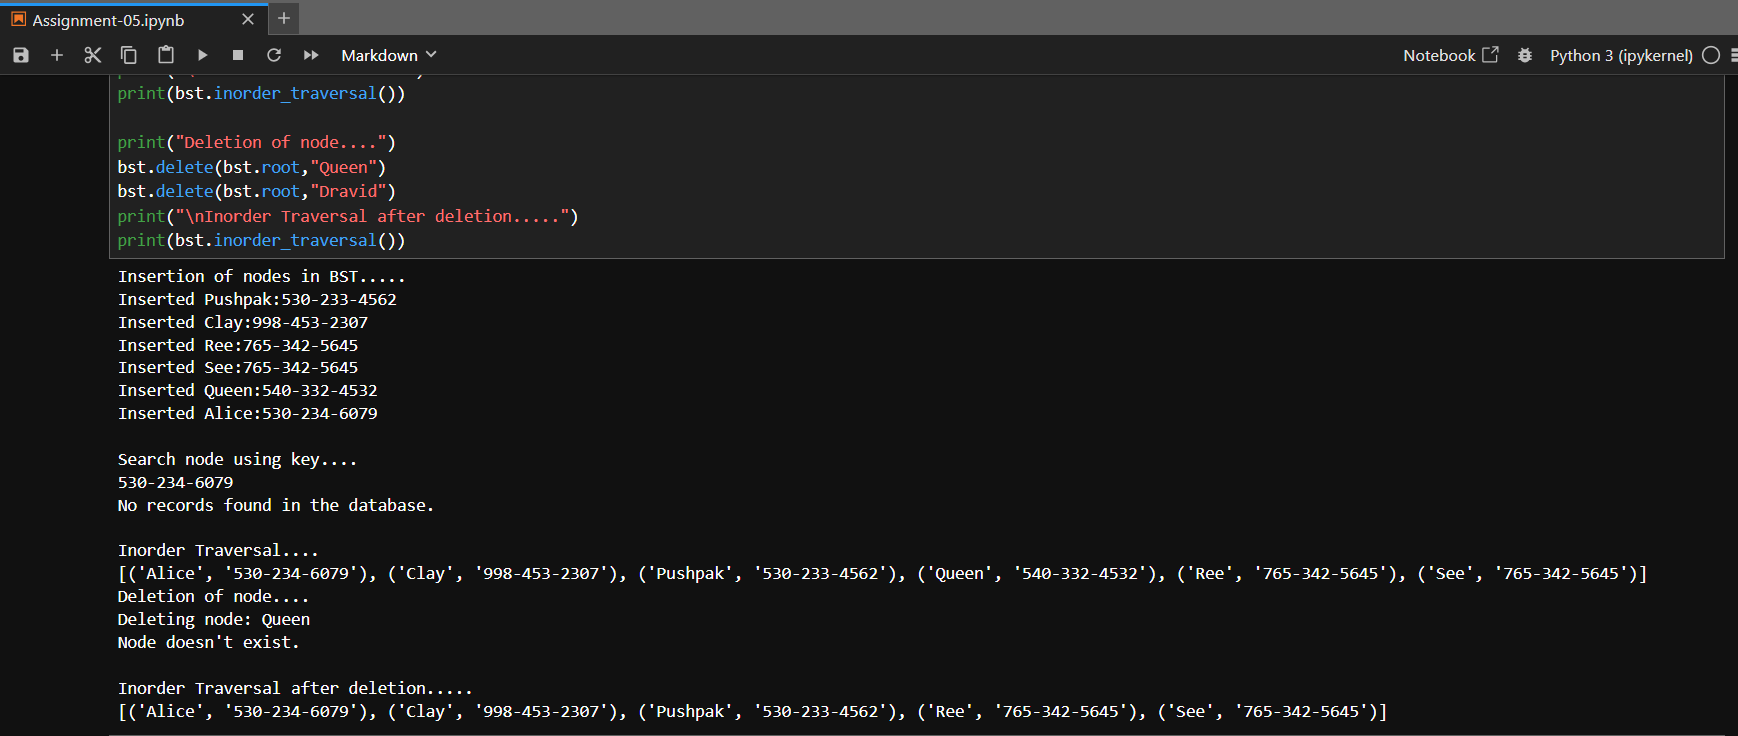 Assignment-05.ipynb
Markdown
Notebook
Python 3 (ipykernel)
print(bst.inorder_traversal())
print("Deletion of node....")
bst.delete(bst.root,"Queen")
bst.delete(bst.root,"Dravid")
print("\nInorder Traversal after deletion.....")
print(bst.inorder_traversal())
Insertion of nodes in BST.....
Inserted Pushpak:530-233-4562
Inserted Clay:998-453-2307
Inserted Ree:765-342-5645
Inserted See:765-342-5645
Inserted Queen:540-332-4532
Inserted Alice:530-234-6079
Search node using key....
530-234-6079
No records found in the database.
Inorder Traversal....
[('Alice', '530-234-6079'), ('Clay', '998-453-2307'), ('Pushpak', '530-233-4562'), ('Queen', '540-332-4532'), ('Ree', '765-342-5645'), ('See', '765-342-5645')]
Deletion of node....
Deleting node: Queen
Node doesn't exist.
Inorder Traversal after deletion.....
[('Alice', '530-234-6079'), ('Clay', '998-453-2307'), ('Pushpak', '530-233-4562'), ('Ree', '765-342-5645'), ('See', '765-342-5645')]